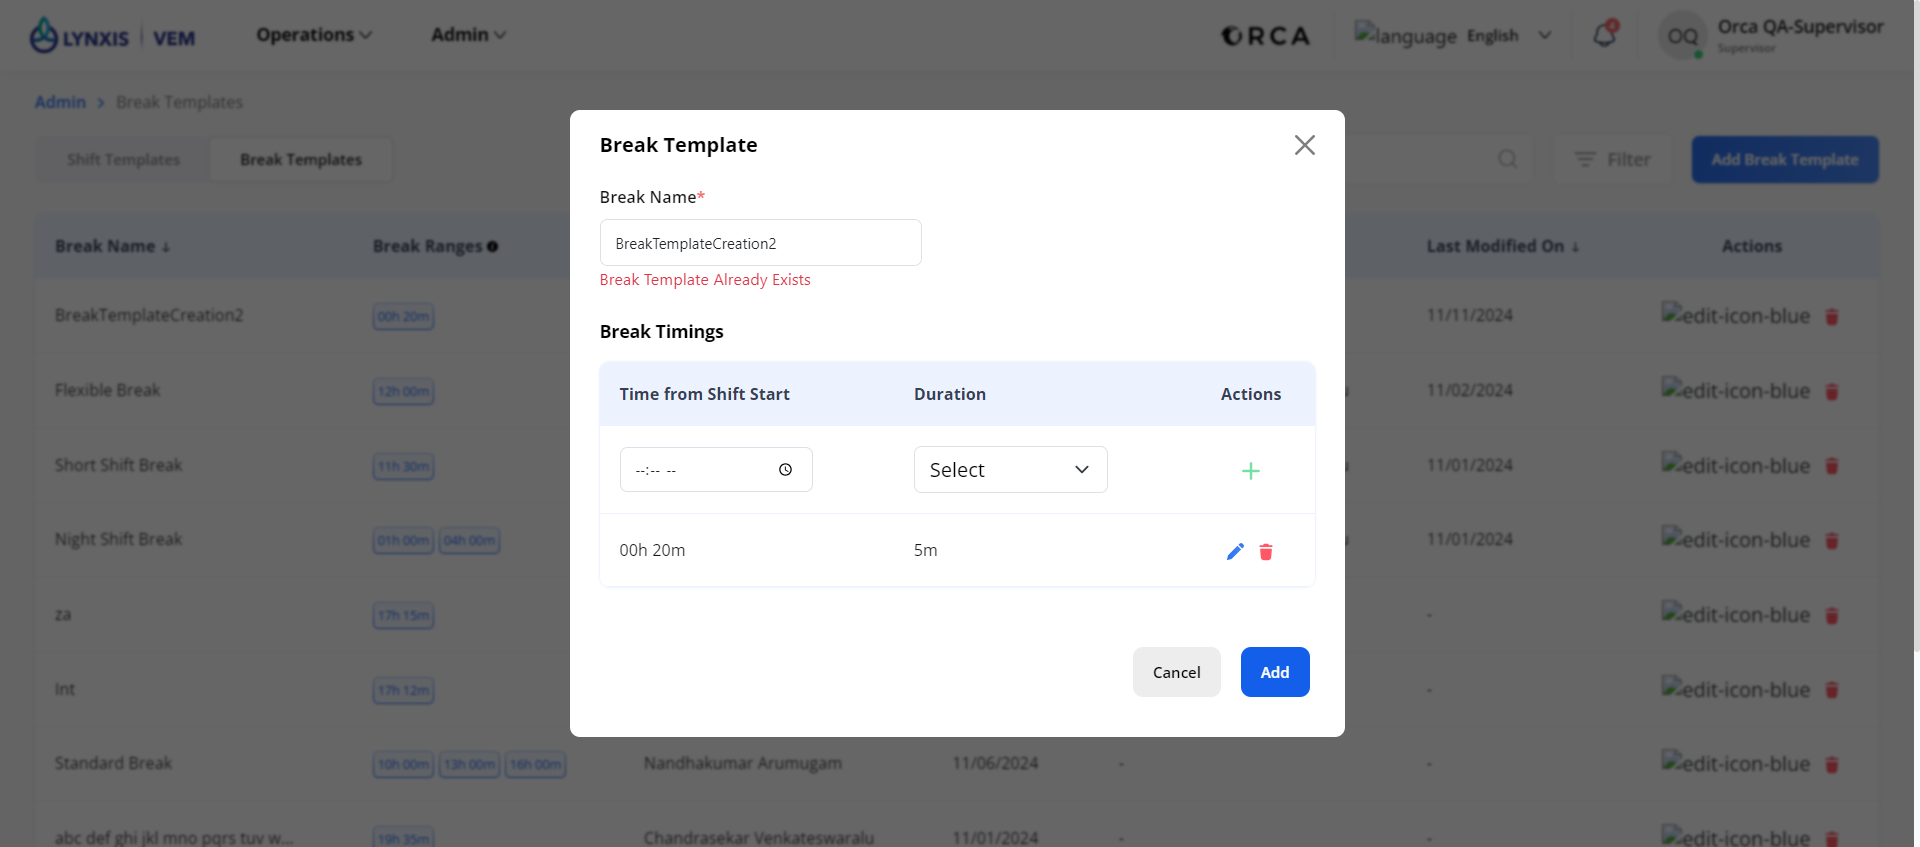 LYNXIS | VEM
Operations
Admin
ORCA
language English
4
OQ
Orca QA-Supervisor
Supervisor
Admin > Break Templates
Shift Templates
Break Templates
Filter
Add Break Template
Break Name ↓
Break Ranges
Last Modified On ↓
Actions
BreakTemplateCreation2
00h 20m
11/11/2024
edit-icon-blue
Flexible Break
12h 00m
11/02/2024
edit-icon-blue
Short Shift Break
11h 30m
11/01/2024
edit-icon-blue
Night Shift Break
01h 00m 04h 00m
11/01/2024
edit-icon-blue
za
17h 15m
-
edit-icon-blue
Int
17h 12m
-
edit-icon-blue
Standard Break
10h 00m 13h 00m 16h 00m
Nandhakumar Arumugam
11/06/2024
-
-
edit-icon-blue
abc def ghi jkl mno pqrs tuv w...
19h 35m
Chandrasekar Venkateswaralu
11/01/2024
-
-
edit-icon-blue
Break Template
Break Name*
BreakTemplateCreation2
Break Template Already Exists
Break Timings
Time from Shift Start
Duration
Actions
--:-- --
Select
00h 20m
5m
Cancel
Add